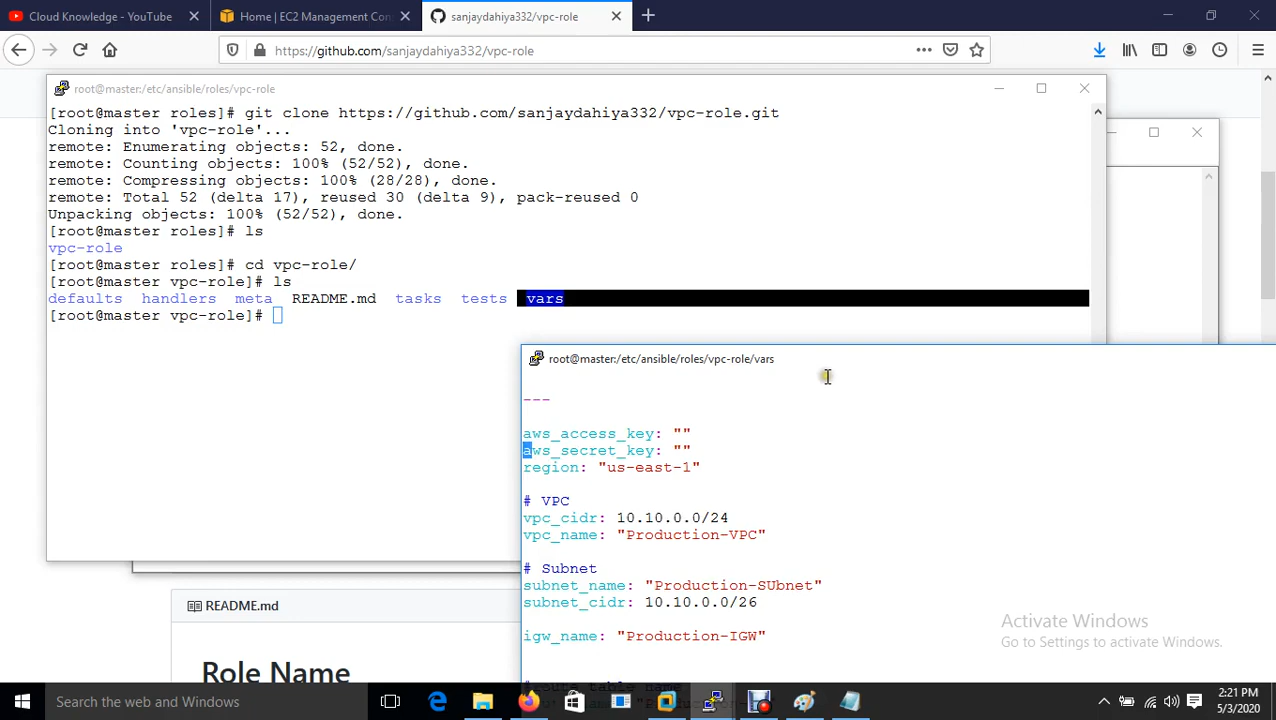 Cloud Knowledge - YouTube
Home | EC2 Management Con
sanjaydahiya332/vpc-role
https://github.com/sanjaydahiya332/vpc-role
root@master:/etc/ansible/roles/vpc-role
[root@master roles]# git clone https://github.com/sanjaydahiya332/vpc-role.git
Cloning into 'vpc-role'...
remote: Enumerating objects: 52, done.
remote: Counting objects: 100% (52/52), done.
remote: Compressing objects: 100% (28/28), done.
remote: Total 52 (delta 17), reused 30 (delta 9), pack-reused 0
Unpacking objects: 100% (52/52), done.
[root@master roles]# ls
vpc-role
[root@master roles]# cd vpc-role/
[root@master vpc-role]# ls
defaults handlers meta README.md tasks tests vars
[root@master vpc-role]#
root@master:/etc/ansible/roles/vpc-role/vars
---
aws_access_key: ""
aws_secret_key: ""
region: "us-east-1"
# VPC
vpc_cidr: 10.10.0.0/24
vpc_name: "Production-VPC"
# Subnet
subnet_name: "Production-SUbnet"
subnet_cidr: 10.10.0.0/26
igw_name: "Production-IGW"
#route table name
README.md
Role Name
Activate Windows
Go to Settings to activate Windows.
Search the web and Windows
2:21 PM
5/3/2020